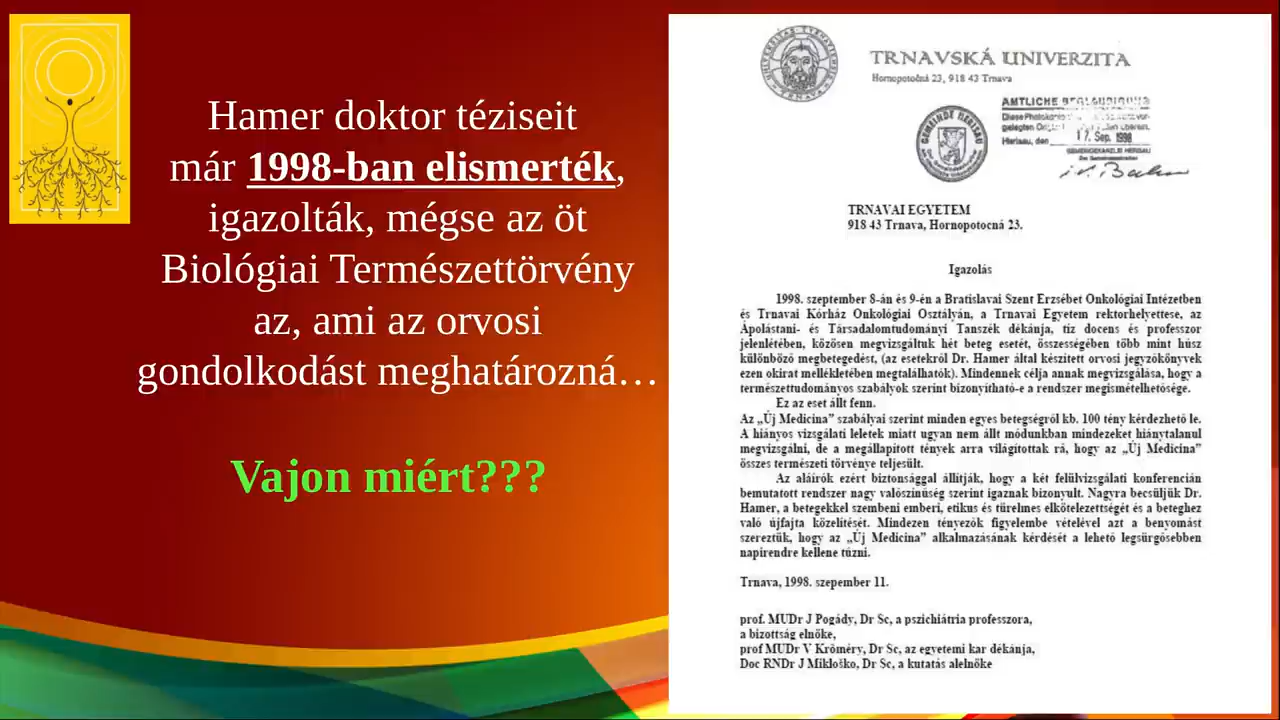 Hamer doktor téziseit
már 1998-ban elismerték,
igazolták, mégse az öt
Biológiai Természettörvény
az, ami az orvosi
gondolkodást meghatározná…
Vajon miért???
TRNAVSKÁ UNIVERZITA
Hornopotočná 23, 918 43 Trnava
AMTLICHE BEGLAUBIGUNG
17. Sep. 1998
GEMEINDE HERISAU
TRNAVAI EGYETEM
918 43 Trnava, Hornopotocná 23.
Igazolás
1998. szeptember 8-án és 9-én a Bratislavai Szent Erzsébet Onkológiai Intézetben
és Trnavai Kórház Onkológiai Osztályán, a Trnavai Egyetem rektorhelyettese, az
Ápolástani- és Társadalomtudományi Tanszék dékánja, tíz docens és professzor
jelenlétében, közösen megvizsgáltuk hét beteg esetét, összességében több mint húsz
különböző megbetegedést, (az esetekről Dr. Hamer által készített orvosi jegyzőkönyvek
ezen okirat mellékletében megtalálhatók). Mindennek célja annak megvizsgálása, hogy a
természettudományos szabályok szerint bizonyítható-e a rendszer megismételhetősége.
Ez az eset állt fenn.
Az „Új Medicina” szabályai szerint minden egyes betegségről kb. 100 tény kérdezhető le.
A hiányos vizsgálati leletek miatt ugyan nem állt módunkban mindezeket hiánytalanul
megvizsgálni, de a megállapított tények arra világítottak rá, hogy az „Új Medicina”
összes természeti törvénye teljesült.
Az aláírók ezért biztonsággal állítják, hogy a két felülvizsgálati konferencián
bemutatott rendszer nagy valószínűség szerint igaznak bizonyult. Nagyra becsüljük Dr.
Hamer, a betegekkel szembeni emberi, etikus és türelmes elkötelezettségét és a beteghez
való újfajta közelítését. Mindezen tényezők figyelembe vételével azt a benyomást
szereztük, hogy az „Új Medicina” alkalmazásának kérdését a lehető legsürgősebben
napirendre kellene tűzni.
Trnava, 1998. szepember 11.
prof. MUDr J Pogády, Dr Sc, a pszichiátria professzora,
a bizottság elnöke,
prof MUDr V Krčméry, Dr Sc, az egyetemi kar dékánja,
Doc RNDr J Mikloško, Dr Sc, a kutatás alelnöke